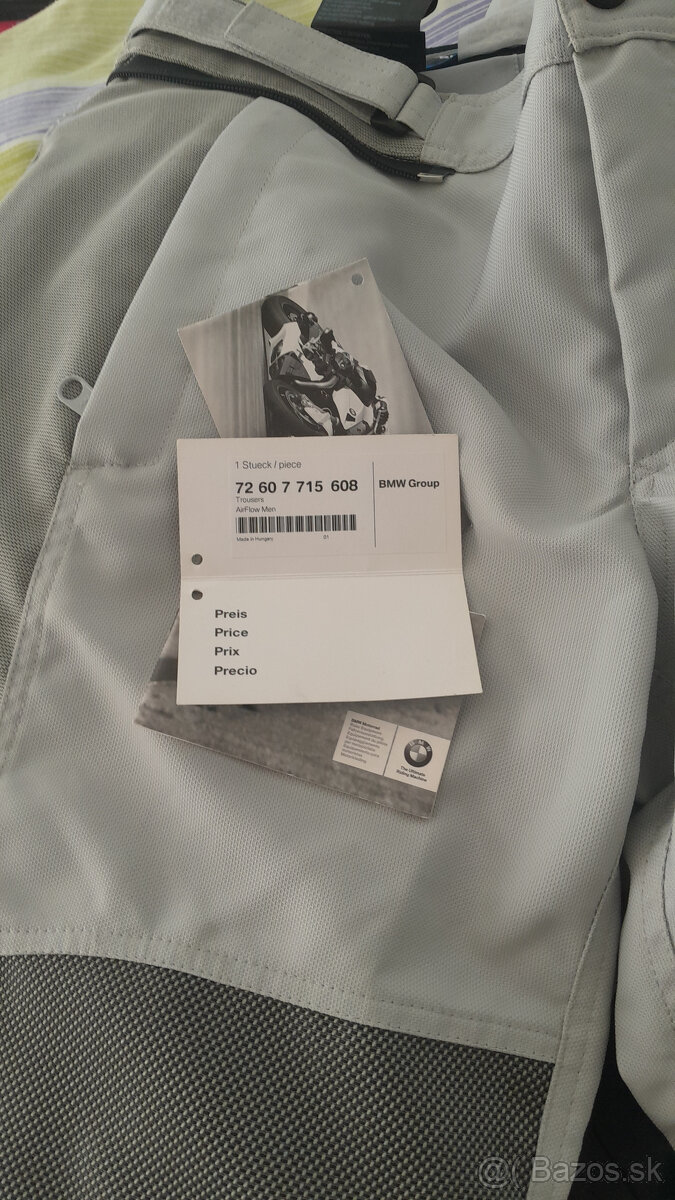 1 Stueck / piece
72 60 7 715 608
BMW Group
Trousers
AirFlow Men
Made in Hungary
01
Preis
Price
Prix
Precio
BMW Motorrad
BMW
The Ultimate
Riding Machine
Bazos.sk